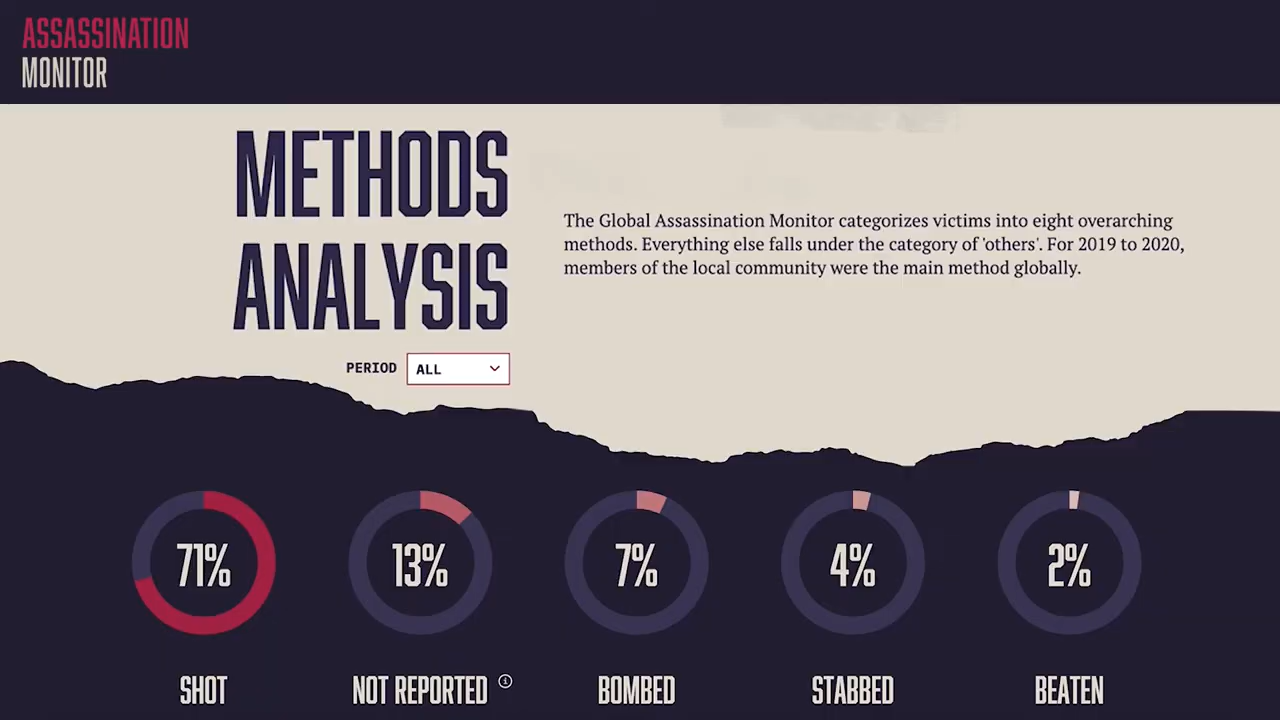 ASSASSINATION
MONITOR
METHODS
ANALYSIS
The Global Assassination Monitor categorizes victims into eight overarching
methods. Everything else falls under the category of 'others'. For 2019 to 2020,
members of the local community were the main method globally.
PERIOD ALL
71% 13% 7% 4% 2%
SHOT NOT REPORTED i BOMBED STABBED BEATEN